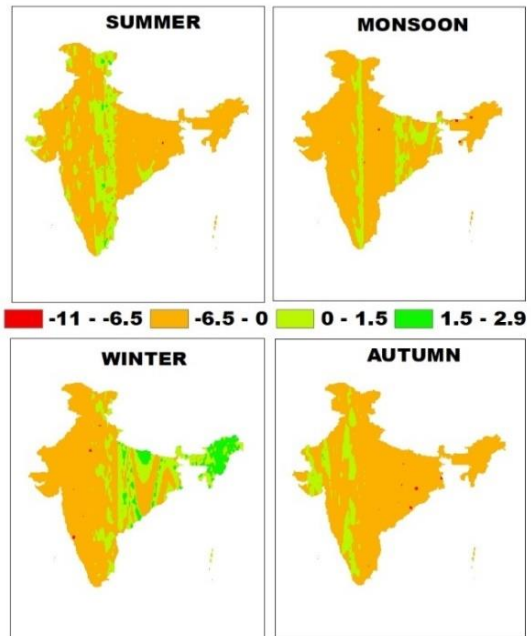 SUMMER
MONSOON
-11 - -6.5 -6.5 - 0 0 - 1.5 1.5 - 2.9
WINTER
AUTUMN